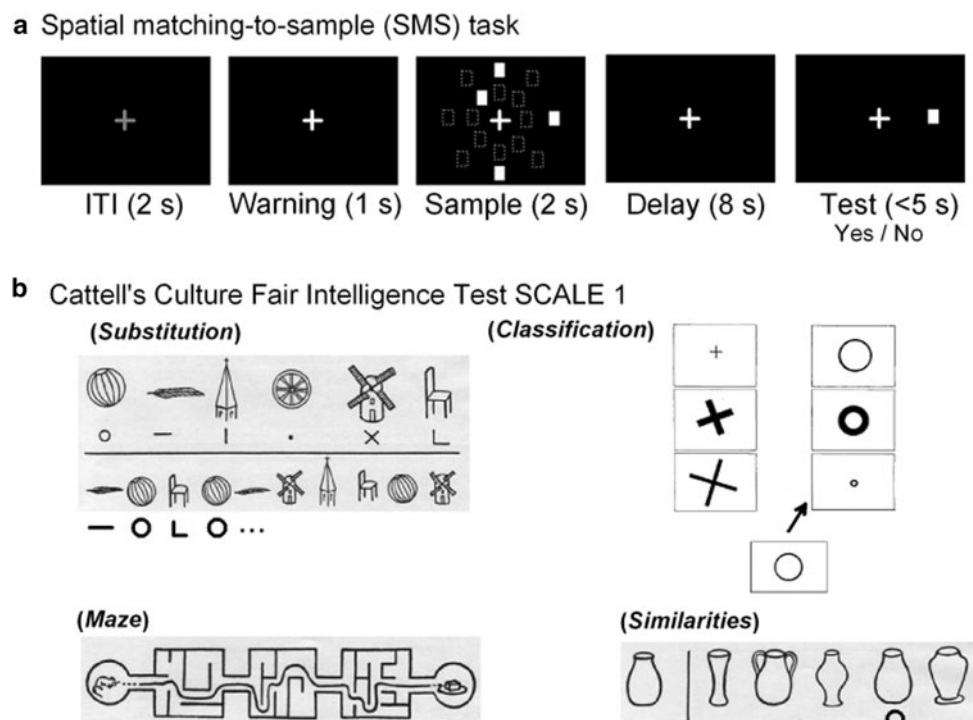 a Spatial matching-to-sample (SMS) task
ITI (2 s) Warning (1 s) Sample (2 s) Delay (8 s) Test (<5 s)
Yes / No
b Cattell's Culture Fair Intelligence Test SCALE 1
(Substitution) (Classification)
(Maze) (Similarities)